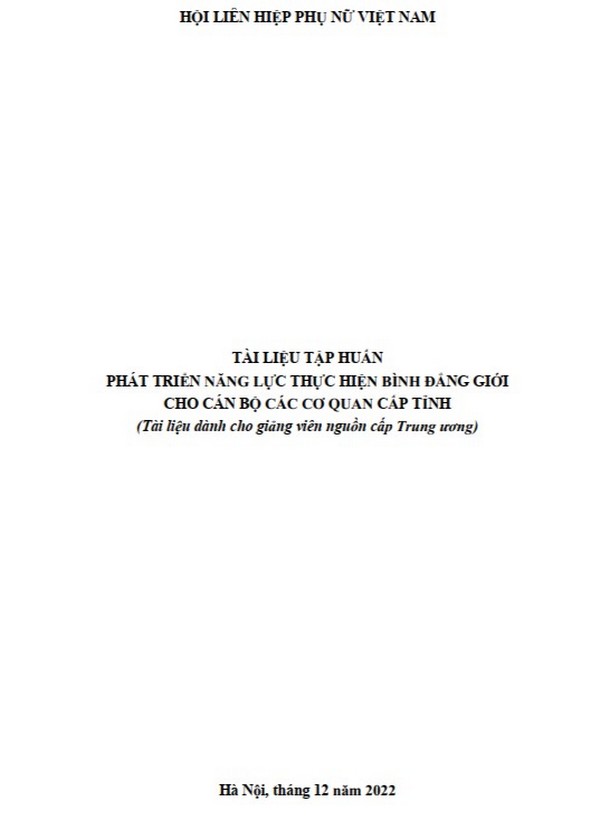 HỘI LIÊN HIỆP PHỤ NỮ VIỆT NAM
TÀI LIỆU TẬP HUẤN
PHÁT TRIỂN NĂNG LỰC THỰC HIỆN BÌNH ĐẲNG GIỚI
CHO CÁN BỘ CÁC CƠ QUAN CẤP TỈNH
(Tài liệu dành cho giảng viên nguồn cấp Trung ương)
Hà Nội, tháng 12 năm 2022